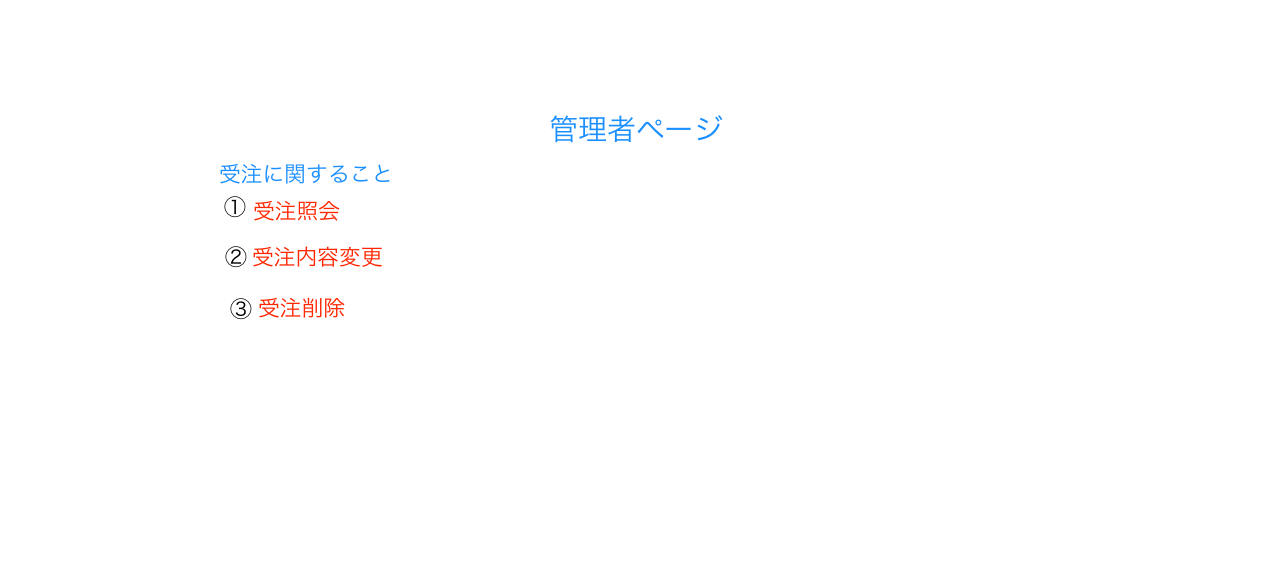 管理者ページ
受注に関すること
① 受注照会
② 受注内容変更
③ 受注削除